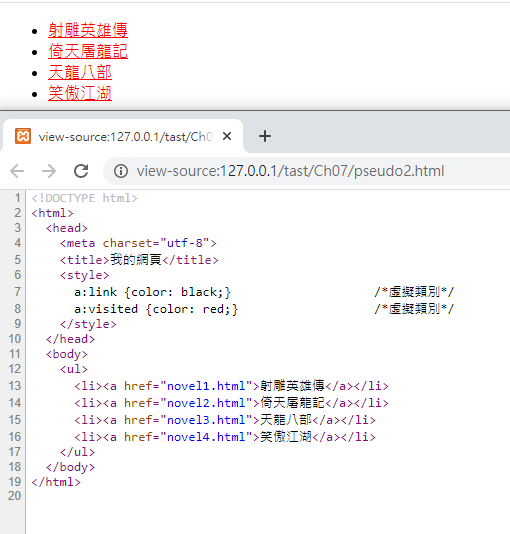 射雕英雄傳
倚天屠龍記
天龍八部
笑傲江湖
view-source:127.0.0.1/tast/Ch0
view-source:127.0.0.1/tast/Ch07/pseudo2.html
1 <!DOCTYPE html>
2 <html>
3 <head>
4 <meta charset="utf-8">
5 <title>我的網頁</title>
6 <style>
7 a:link {color: black;} /*虛擬類別*/
8 a:visited {color: red;} /*虛擬類別*/
9 </style>
10 </head>
11 <body>
12 <ul>
13 <li><a href="novel1.html">射雕英雄傳</a></li>
14 <li><a href="novel2.html">倚天屠龍記</a></li>
15 <li><a href="novel3.html">天龍八部</a></li>
16 <li><a href="novel4.html">笑傲江湖</a></li>
17 </ul>
18 </body>
19 </html>
20